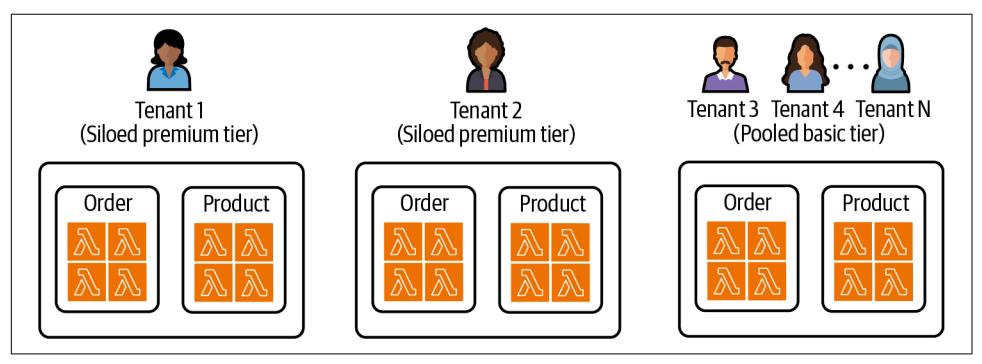 Tenant 1
(Siloed premium tier)
Tenant 2
(Siloed premium tier)
Tenant 3 Tenant 4 Tenant N
(Pooled basic tier)
Order
Product
Order
Product
Order
Product